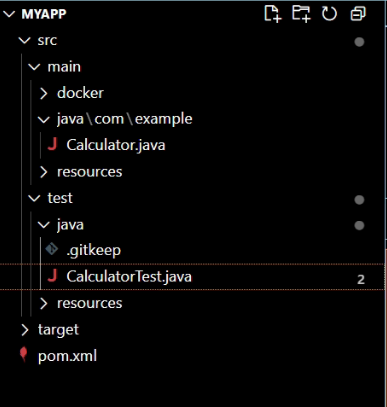 MYAPP
src
main
docker
java\com\example
Calculator.java
resources
test
java
.gitkeep
CalculatorTest.java 2
resources
target
pom.xml